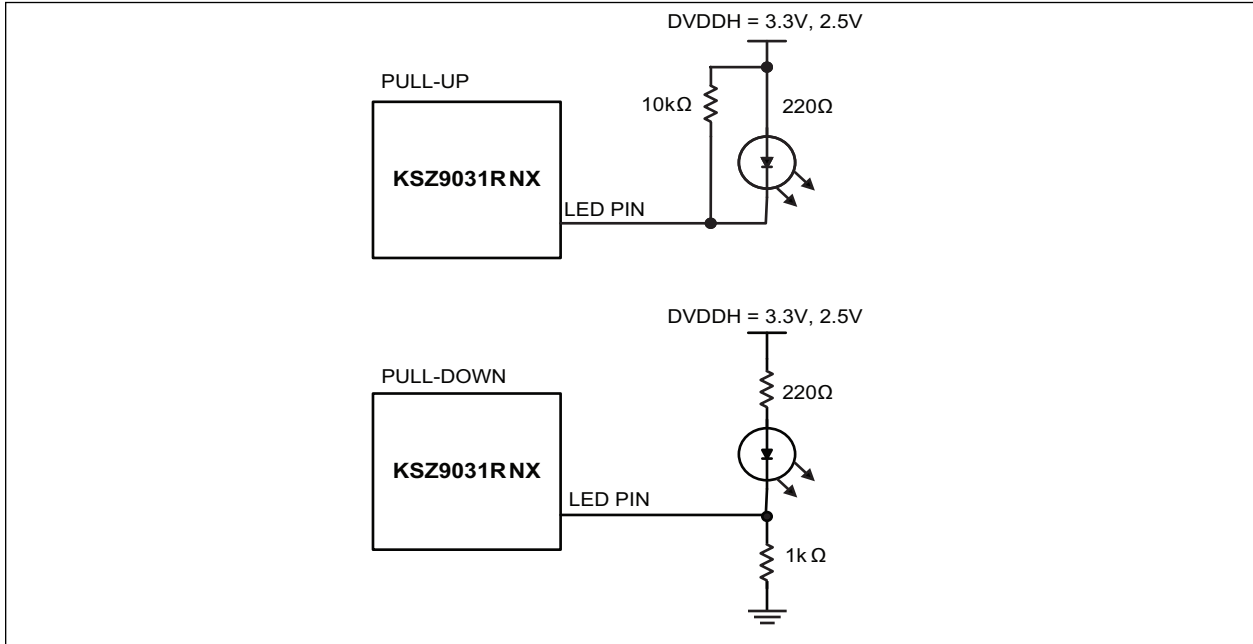 DVDDH = 3.3V, 2.5V
PULL-UP
10kΩ
220Ω
KSZ9031RNX
LED PIN
DVDDH = 3.3V, 2.5V
PULL-DOWN
220Ω
KSZ9031RNX
LED PIN
1k Ω